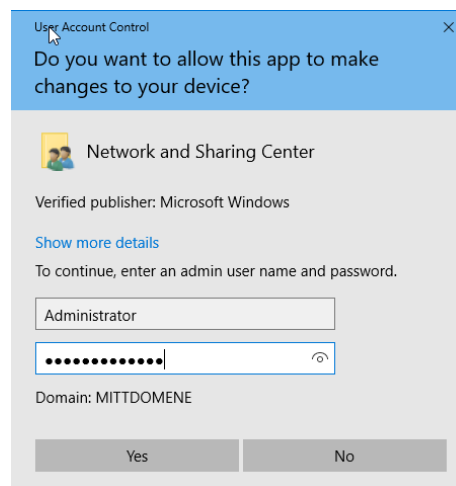 User Account Control
Do you want to allow this app to make
changes to your device?
Network and Sharing Center
Verified publisher: Microsoft Windows
Show more details
To continue, enter an admin user name and password.
Administrator
●●●●●●●●●●●●●
Domain: MITTDOMENE
Yes No